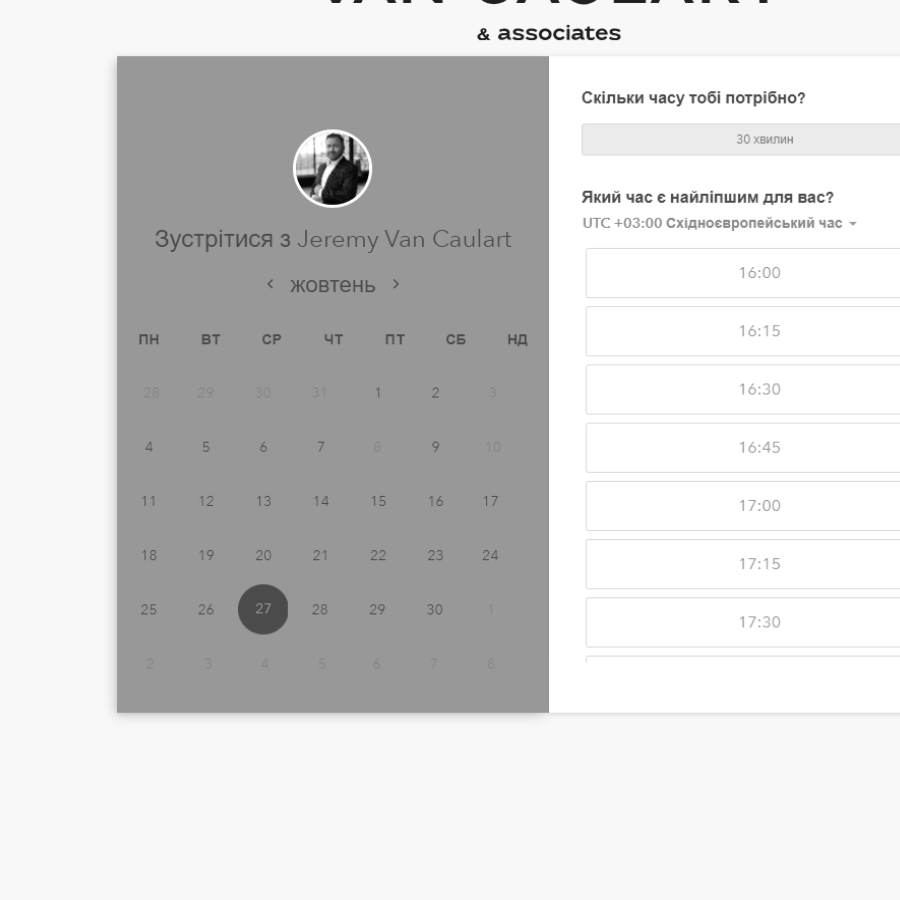 VAN CAULART
& associates
Зустрітися з Jeremy Van Caulart
жовтень
ПН ВТ СР ЧТ ПТ СБ НД
28 29 30 31 1 2 3
4 5 6 7 8 9 10
11 12 13 14 15 16 17
18 19 20 21 22 23 24
25 26 27 28 29 30 1
2 3 4 5 6 7 8
Скільки часу тобі потрібно?
30 хвилин
Який час є найліпшим для вас?
UTC +03:00 Східноєвропейський час
16:00
16:15
16:30
16:45
17:00
17:15
17:30